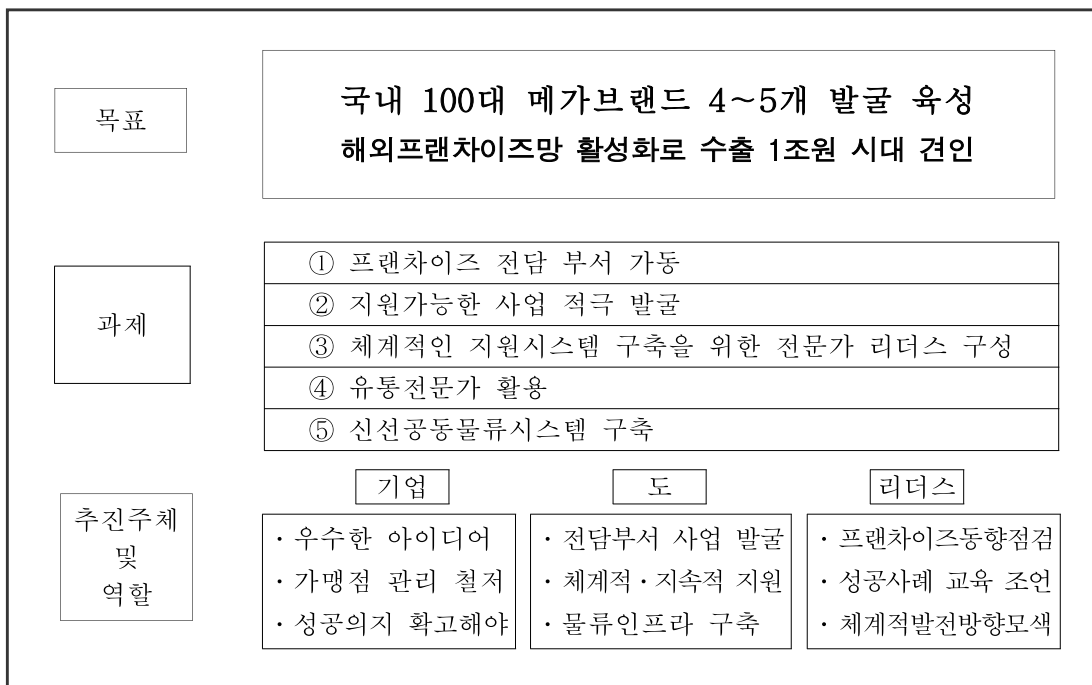 목표
국내 100대 메가브랜드 4~5개 발굴 육성
해외프랜차이즈망 활성화로 수출 1조원 시대 견인
과제
① 프랜차이즈 전담 부서 가동
② 지원가능한 사업 적극 발굴
③ 체계적인 지원시스템 구축을 위한 전문가 리더스 구성
④ 유통전문가 활용
⑤ 신선공동물류시스템 구축
추진주체
및
역할
기업
· 우수한 아이디어
· 가맹점 관리 철저
· 성공의지 확고해야
도
· 전담부서 사업 발굴
· 체계적·지속적 지원
· 물류인프라 구축
리더스
· 프랜차이즈동향점검
· 성공사례 교육 조언
· 체계적발전방향모색